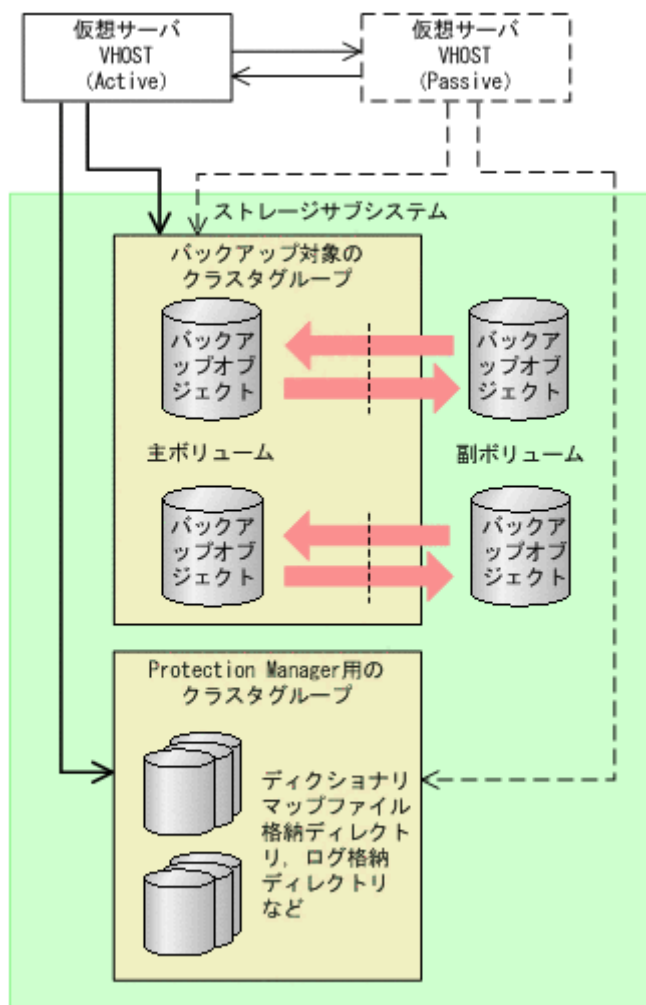 仮想サーバ
VHOST
(Active)
仮想サーバ
VHOST
(Passive)
ストレージサブシステム
バックアップ対象の
クラスタグループ
バックア
ップオブ
ジェクト
バックア
ップオブ
ジェクト
主ボリューム
副ボリューム
バックア
ップオブ
ジェクト
バックア
ップオブ
ジェクト
Protection Manager用の
クラスタグループ
ディクショナリ
マップファイル
格納ディレクト
リ，ログ格納
ディレクトリ
など